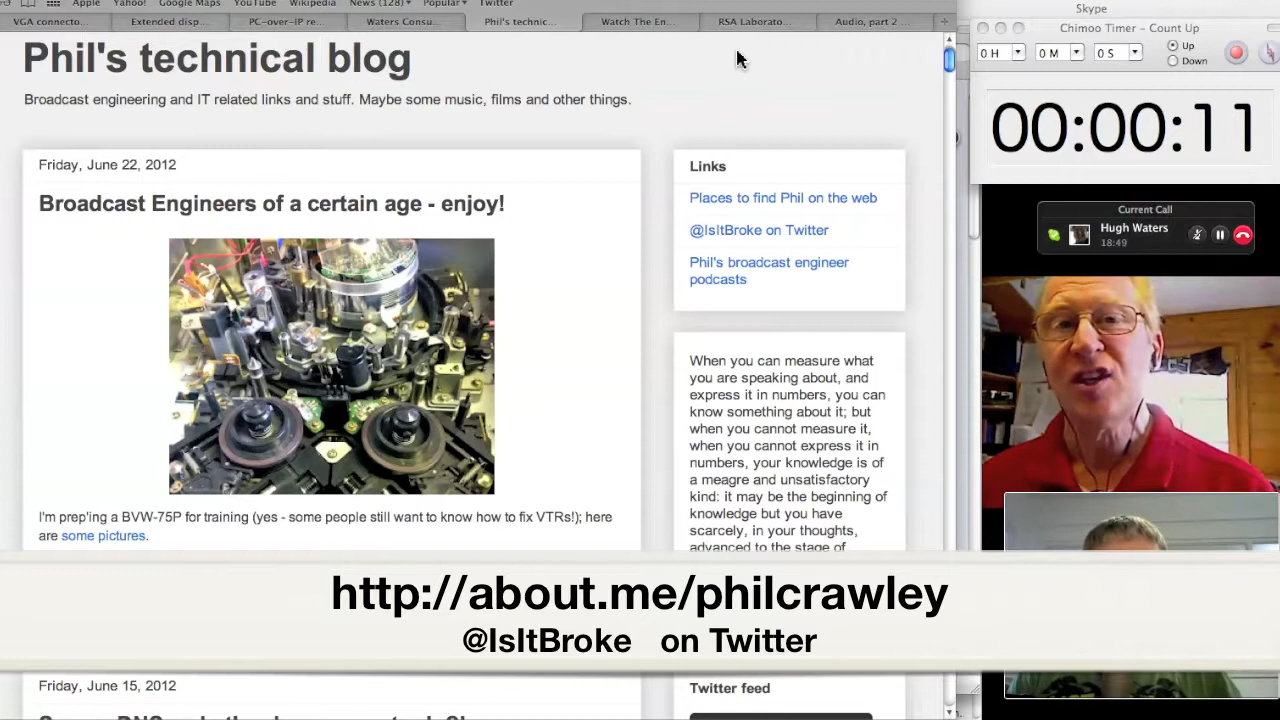 Apple Yahoo! Google Maps YouTube Wikipedia News (128) Popular Twitter
VGA connecto... Extended disp... PC-over-IP re... Waters Consu... Phil's technic... Watch The En... RSA Laborato... Audio, part 2 ...
Phil's technical blog
Broadcast engineering and IT related links and stuff. Maybe some music, films and other things.
Friday, June 22, 2012
Broadcast Engineers of a certain age - enjoy!
I'm prep'ing a BVW-75P for training (yes - some people still want to know how to fix VTRs!); here
are some pictures.
Links
Places to find Phil on the web
@IsItBroke on Twitter
Phil's broadcast engineer
podcasts
When you can measure what
you are speaking about, and
express it in numbers, you can
know something about it; but
when you cannot measure it,
when you cannot express it in
numbers, your knowledge is of
a meagre and unsatisfactory
kind: it may be the beginning of
knowledge but you have
scarcely, in your thoughts,
advanced to the stage of
Skype
Chimoo Timer – Count Up
0 H 0 M 0 S Up
Down
00:00:11
Current Call
Hugh Waters
18:49
http://about.me/philcrawley
@IsItBroke on Twitter
Friday, June 15, 2012
Twitter feed